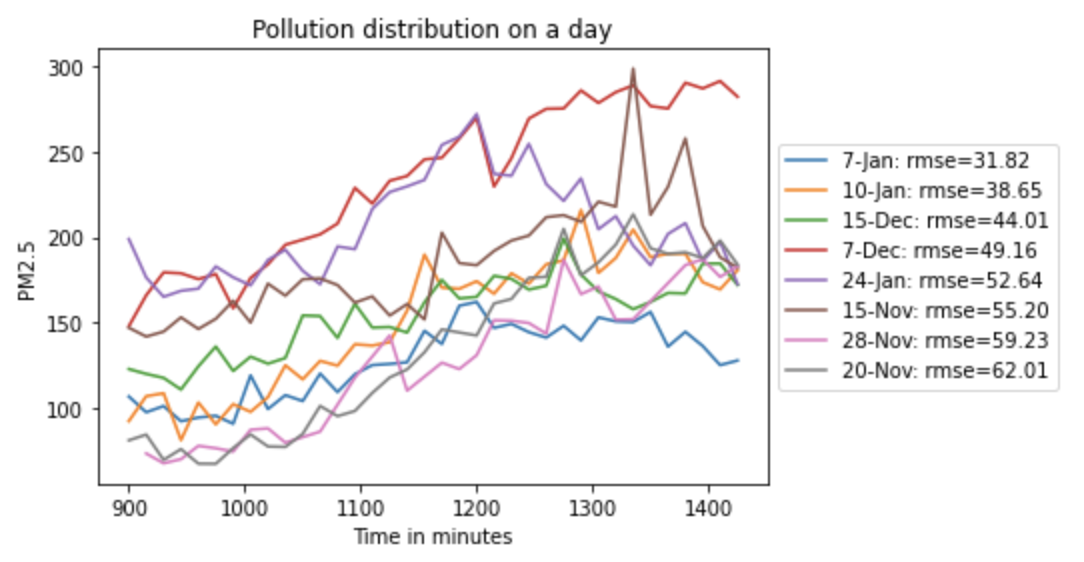 Pollution distribution on a day
300
250
200
150
100
PM2.5
900 1000 1100 1200 1300 1400
Time in minutes
7-Jan: rmse=31.82
10-Jan: rmse=38.65
15-Dec: rmse=44.01
7-Dec: rmse=49.16
24-Jan: rmse=52.64
15-Nov: rmse=55.20
28-Nov: rmse=59.23
20-Nov: rmse=62.01